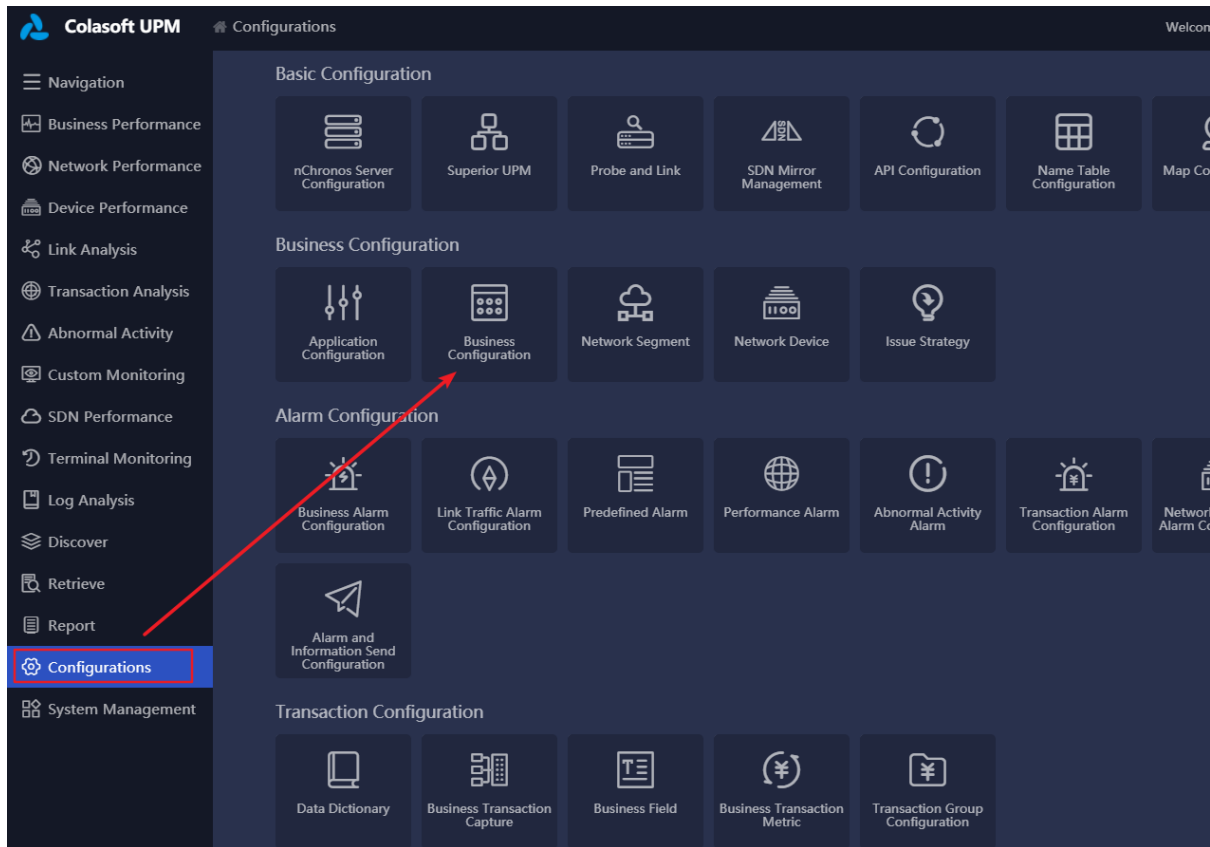 Colasoft UPM
Configurations
Welcom
Navigation
Business Performance
Network Performance
Device Performance
Link Analysis
Transaction Analysis
Abnormal Activity
Custom Monitoring
SDN Performance
Terminal Monitoring
Log Analysis
Discover
Retrieve
Report
Configurations
System Management
Basic Configuration
nChronos Server
Configuration
Superior UPM
Probe and Link
SDN Mirror
Management
API Configuration
Name Table
Configuration
Map Co
Business Configuration
Application
Configuration
Business
Configuration
Network Segment
Network Device
Issue Strategy
Alarm Configuration
Business Alarm
Configuration
Link Traffic Alarm
Configuration
Predefined Alarm
Performance Alarm
Abnormal Activity
Alarm
Transaction Alarm
Configuration
Networ
Alarm Co
Alarm and
Information Send
Configuration
Transaction Configuration
Data Dictionary
Business Transaction
Capture
Business Field
Business Transaction
Metric
Transaction Group
Configuration